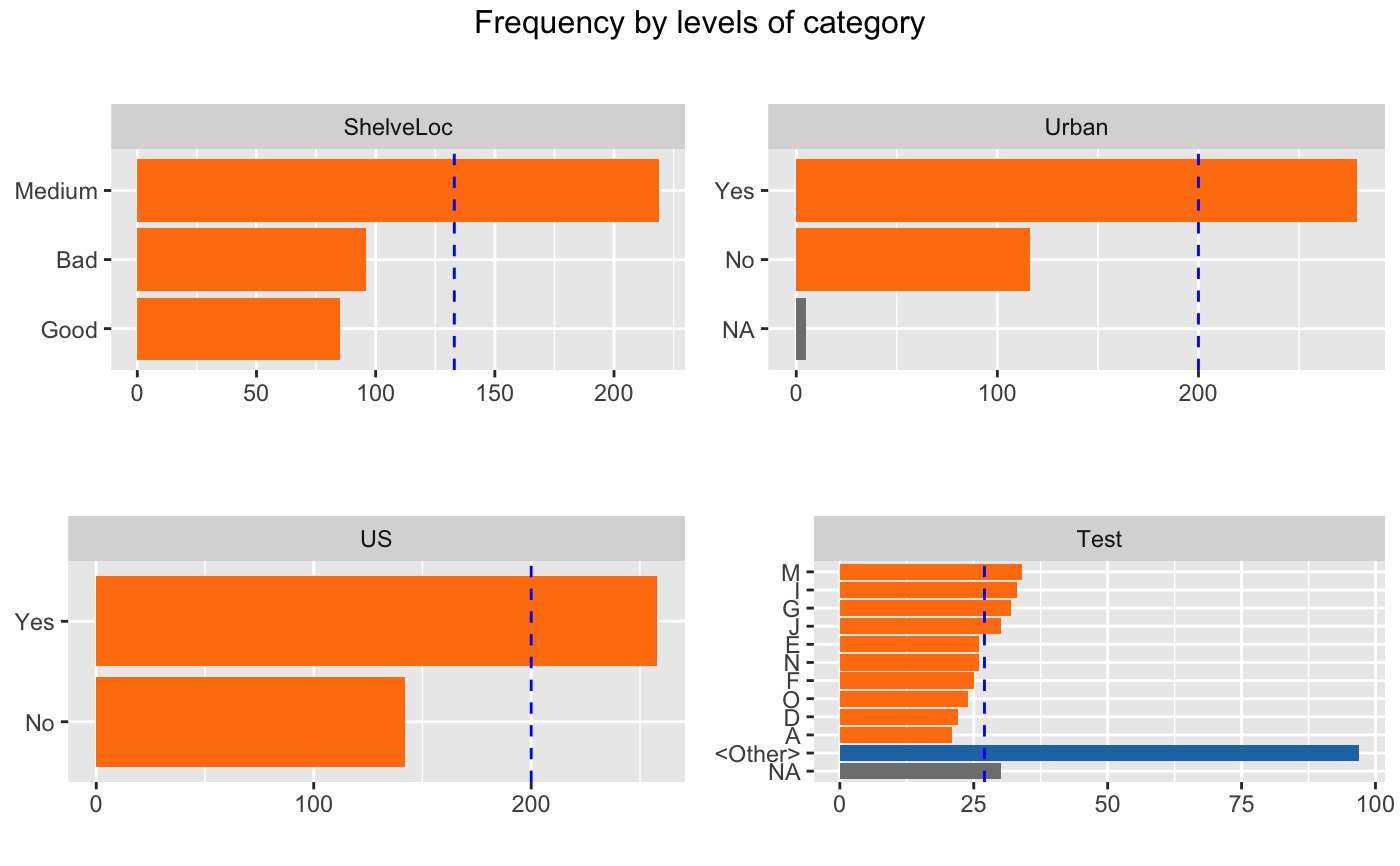 Frequency by levels of category
ShelveLoc
Medium
Bad
Good
0 50 100 150 200
Urban
Yes
No
NA
0 100 200
US
Yes
No
0 100 200
Test
M
I
G
J
E
N
F
O
D
A
<Other>
NA
0 25 50 75 100